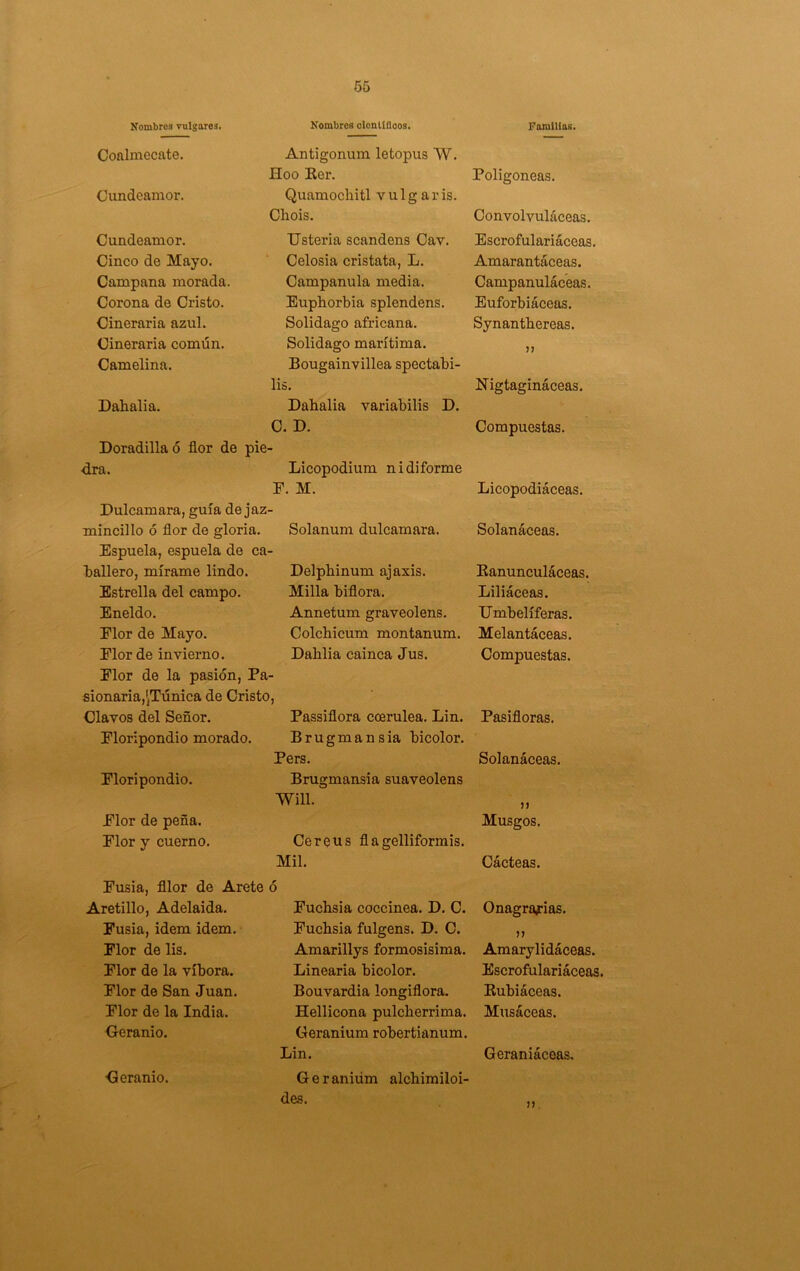 55
Nombres vulgares. Nombres científicos. Familias.
Coalmecate. Antigonum letopus W.
Hoo Rer. Poligoneas.
Cundeamor. Quamochitl vulgaris.
Chois. Convolvuláceas.
Cundeamor. Usteria scandens Cav. Escrofulariáceas.
Cinco de Mayo. Celosia cristata, L. Amarantáceas.
Campana morada. Campanula media. Campanuláceas.
Corona de Cristo. Euphorbia splendens. Euforbiáceas.
Cineraria azul. Solidago africana. Synanthereas.
Cineraria común. Solidago marítima. „
Camelina. Bougainvillea spectabi-
lis. Nigtagináceas.
Dahalia. Dahalia variabilis D.
C. D. Compuestas.
Doradilla ó flor de pie-
dra. Licopodium nidiforme
F. M. Licopodiáceas.
Dulcamara, guía de jaz-
mincillo ó flor de gloria. Solanum dulcamara. Solanáceas.
Espuela, espuela de ca-
ballero, mírame lindo. Delphinum ajaxis. Ranunculáceas.
Estrella del campo. Milla biflora. Liliáceas.
Eneldo. Annetum graveolens. Umbelíferas.
Flor de Mayo. Colchicum montanum. Melantáceas.
Flor de invierno. Dahlia cainca Jus. Compuestas.
Flor de la pasión, Pa-
sionaria, Túnica de Cristo,
Clavos del Señor. Passiflora cœrulea. Lin. Pasifloras.
Floripondio morado. Brugmansia bicolor.
Pers. Solanáceas.
Floripondio. Brugmansia suaveolens
Will. „
Flor de peña. Musgos.
Flor y cuerno. Cereus flagelliformis.
Mil. Cácteas.
Fusia, fllor de Arete ó
Aretillo, Adelaida. Fuchsia coccinea. D. C. Onagrarias.
Fusia, idem idem. Fuchsia fulgens. D. C. „
Flor de lis. Amarillys formosisima. Amarylidáceas.
Flor de la víbora. Linearia bicolor. Escrofulariáceas.
Flor de San Juan. Bouvardia longiflora. Rubiáceas.
Flor de la India. Hellicona pulcherrima. Musáceas.
Geranio. Geranium robertianum.
Lin. Geraniáceas.
Geranio. Geranium alchimiloi-
des. „